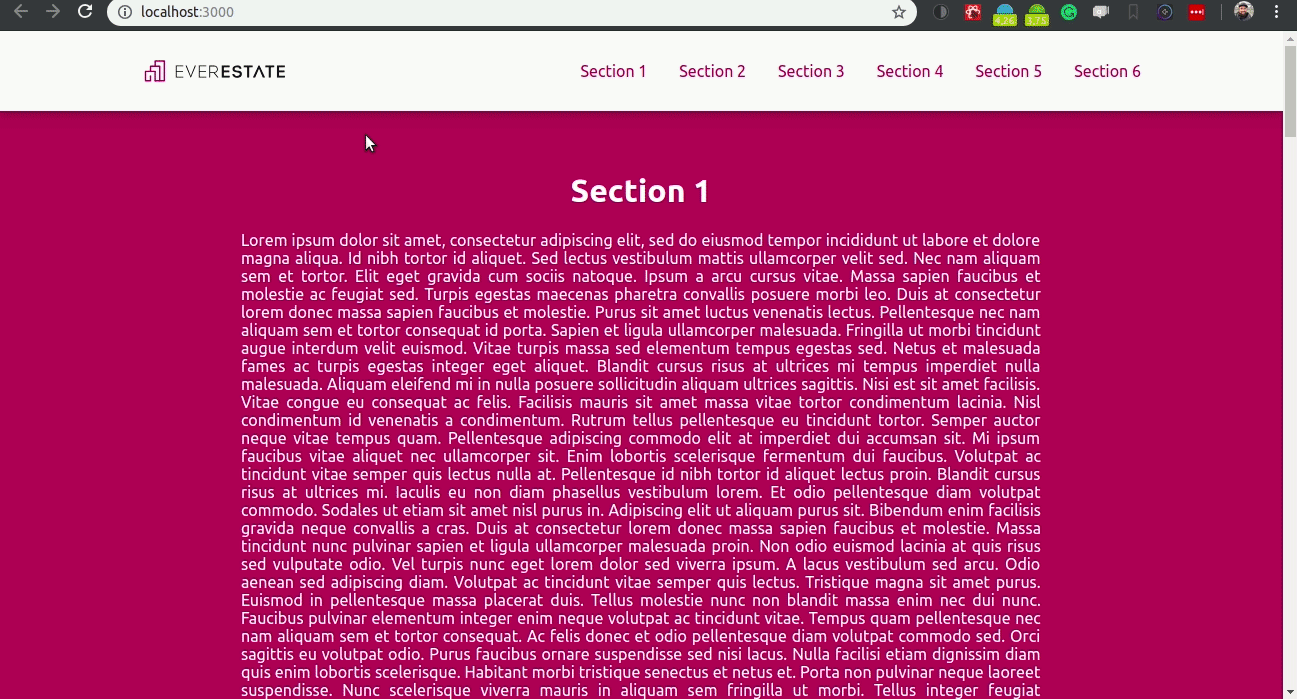 localhost:3000
4,26
3,75
EVERESTATE
Section 1 Section 2 Section 3 Section 4 Section 5 Section 6
Section 1
Lorem ipsum dolor sit amet, consectetur adipiscing elit, sed do eiusmod tempor incididunt ut labore et dolore
magna aliqua. Id nibh tortor id aliquet. Sed lectus vestibulum mattis ullamcorper velit sed. Nec nam aliquam
sem et tortor. Elit eget gravida cum sociis natoque. Ipsum a arcu cursus vitae. Massa sapien faucibus et
molestie ac feugiat sed. Turpis egestas maecenas pharetra convallis posuere morbi leo. Duis at consectetur
lorem donec massa sapien faucibus et molestie. Purus sit amet luctus venenatis lectus. Pellentesque nec nam
aliquam sem et tortor consequat id porta. Sapien et ligula ullamcorper malesuada. Fringilla ut morbi tincidunt
augue interdum velit euismod. Vitae turpis massa sed elementum tempus egestas sed. Netus et malesuada
fames ac turpis egestas integer eget aliquet. Blandit cursus risus at ultrices mi tempus imperdiet nulla
malesuada. Aliquam eleifend mi in nulla posuere sollicitudin aliquam ultrices sagittis. Nisi est sit amet facilisis.
Vitae congue eu consequat ac felis. Facilisis mauris sit amet massa vitae tortor condimentum lacinia. Nisl
condimentum id venenatis a condimentum. Rutrum tellus pellentesque eu tincidunt tortor. Semper auctor
neque vitae tempus quam. Pellentesque adipiscing commodo elit at imperdiet dui accumsan sit. Mi ipsum
faucibus vitae aliquet nec ullamcorper sit. Enim lobortis scelerisque fermentum dui faucibus. Volutpat ac
tincidunt vitae semper quis lectus nulla at. Pellentesque id nibh tortor id aliquet lectus proin. Blandit cursus
risus at ultrices mi. Iaculis eu non diam phasellus vestibulum lorem. Et odio pellentesque diam volutpat
commodo. Sodales ut etiam sit amet nisl purus in. Adipiscing elit ut aliquam purus sit. Bibendum enim facilisis
gravida neque convallis a cras. Duis at consectetur lorem donec massa sapien faucibus et molestie. Massa
tincidunt nunc pulvinar sapien et ligula ullamcorper malesuada proin. Non odio euismod lacinia at quis risus
sed vulputate odio. Vel turpis nunc eget lorem dolor sed viverra ipsum. A lacus vestibulum sed arcu. Odio
aenean sed adipiscing diam. Volutpat ac tincidunt vitae semper quis lectus. Tristique magna sit amet purus.
Euismod in pellentesque massa placerat duis. Tellus molestie nunc non blandit massa enim nec dui nunc.
Faucibus pulvinar elementum integer enim neque volutpat ac tincidunt vitae. Tempus quam pellentesque nec
nam aliquam sem et tortor consequat. Ac felis donec et odio pellentesque diam volutpat commodo sed. Orci
sagittis eu volutpat odio. Purus faucibus ornare suspendisse sed nisi lacus. Nulla facilisi etiam dignissim diam
quis enim lobortis scelerisque. Habitant morbi tristique senectus et netus et. Porta non pulvinar neque laoreet
suspendisse. Nunc scelerisque viverra mauris in aliquam sem fringilla ut morbi. Tellus integer feugiat